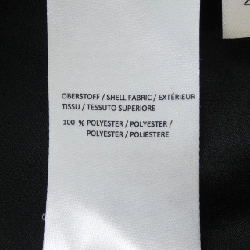 OBERSTOFF / SHELL FABRIC / EXTÉRIEUR
TISSU / TESSUTO SUPERIORE
100 % POLYESTER / POLYESTER /
POLYESTER / POLIESTERE